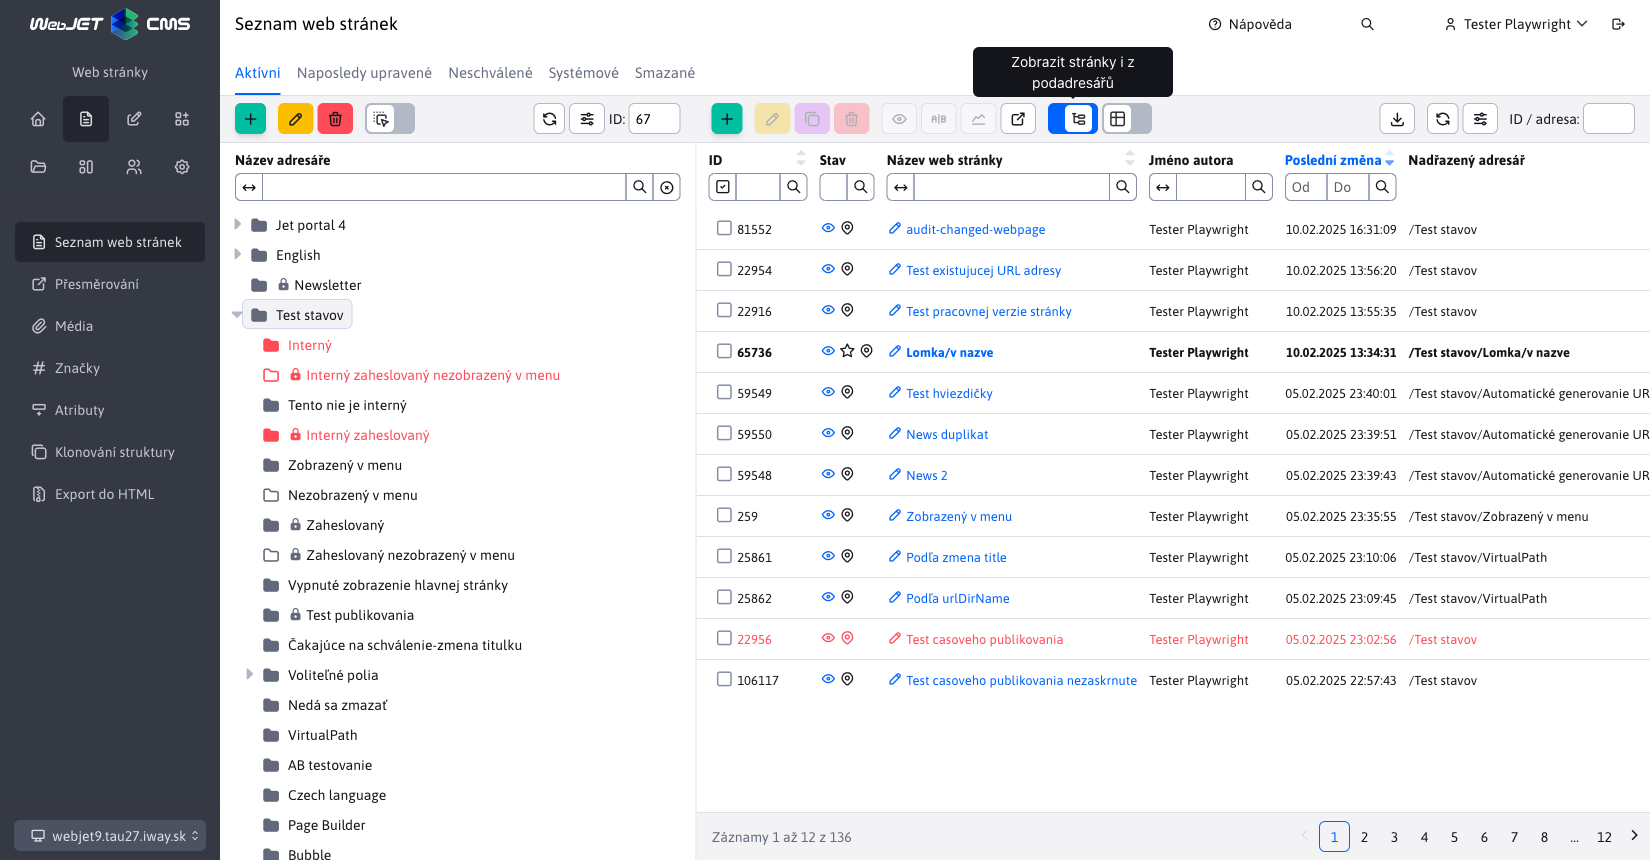 WebJET CMS
Seznam web stránek
Nápověda
Tester Playwright
Web stránky
Aktívni
Naposledy upravené
Neschválené
Systémové
Smazané
Zobrazit stránky i z
podadresářů
ID:
67
A|B
ID / adresa:
Název adresáře
ID
Stav
Název web stránky
Jméno autora
Poslední změna
Nadřazený adresář
Od
Do
Seznam web stránek
Přesměrování
Média
Značky
Atributy
Klonování struktury
Export do HTML
webjet9.tau27.iway.sk
Jet portal 4
English
Newsletter
Test stavov
Interný
Interný zaheslovaný nezobrazený v menu
Tento nie je interný
Interný zaheslovaný
Zobrazený v menu
Nezobrazený v menu
Zaheslovaný
Zaheslovaný nezobrazený v menu
Vypnuté zobrazenie hlavnej stránky
Test publikovania
Čakajúce na schválenie-zmena titulku
Voliteľné polia
Nedá sa zmazať
VirtualPath
AB testovanie
Czech language
Page Builder
Bubble
81552 audit-changed-webpage Tester Playwright 10.02.2025 16:31:09 /Test stavov
22954 Test existujucej URL adresy Tester Playwright 10.02.2025 13:56:20 /Test stavov
22916 Test pracovnej verzie stránky Tester Playwright 10.02.2025 13:55:35 /Test stavov
65736 Lomka/v nazve Tester Playwright 10.02.2025 13:34:31 /Test stavov/Lomka/v nazve
59549 Test hviezdičky Tester Playwright 05.02.2025 23:40:01 /Test stavov/Automatické generovanie UR
59550 News duplikat Tester Playwright 05.02.2025 23:39:51 /Test stavov/Automatické generovanie UR
59548 News 2 Tester Playwright 05.02.2025 23:39:43 /Test stavov/Automatické generovanie UR
259 Zobrazený v menu Tester Playwright 05.02.2025 23:35:55 /Test stavov/Zobrazený v menu
25861 Podľa zmena title Tester Playwright 05.02.2025 23:10:06 /Test stavov/VirtualPath
25862 Podľa urlDirName Tester Playwright 05.02.2025 23:09:45 /Test stavov/VirtualPath
22956 Test casoveho publikovania Tester Playwright 05.02.2025 23:02:56 /Test stavov
106117 Test casoveho publikovania nezaskrnute Tester Playwright 05.02.2025 22:57:43 /Test stavov
Záznamy 1 až 12 z 136
1 2 3 4 5 6 7 8 ... 12